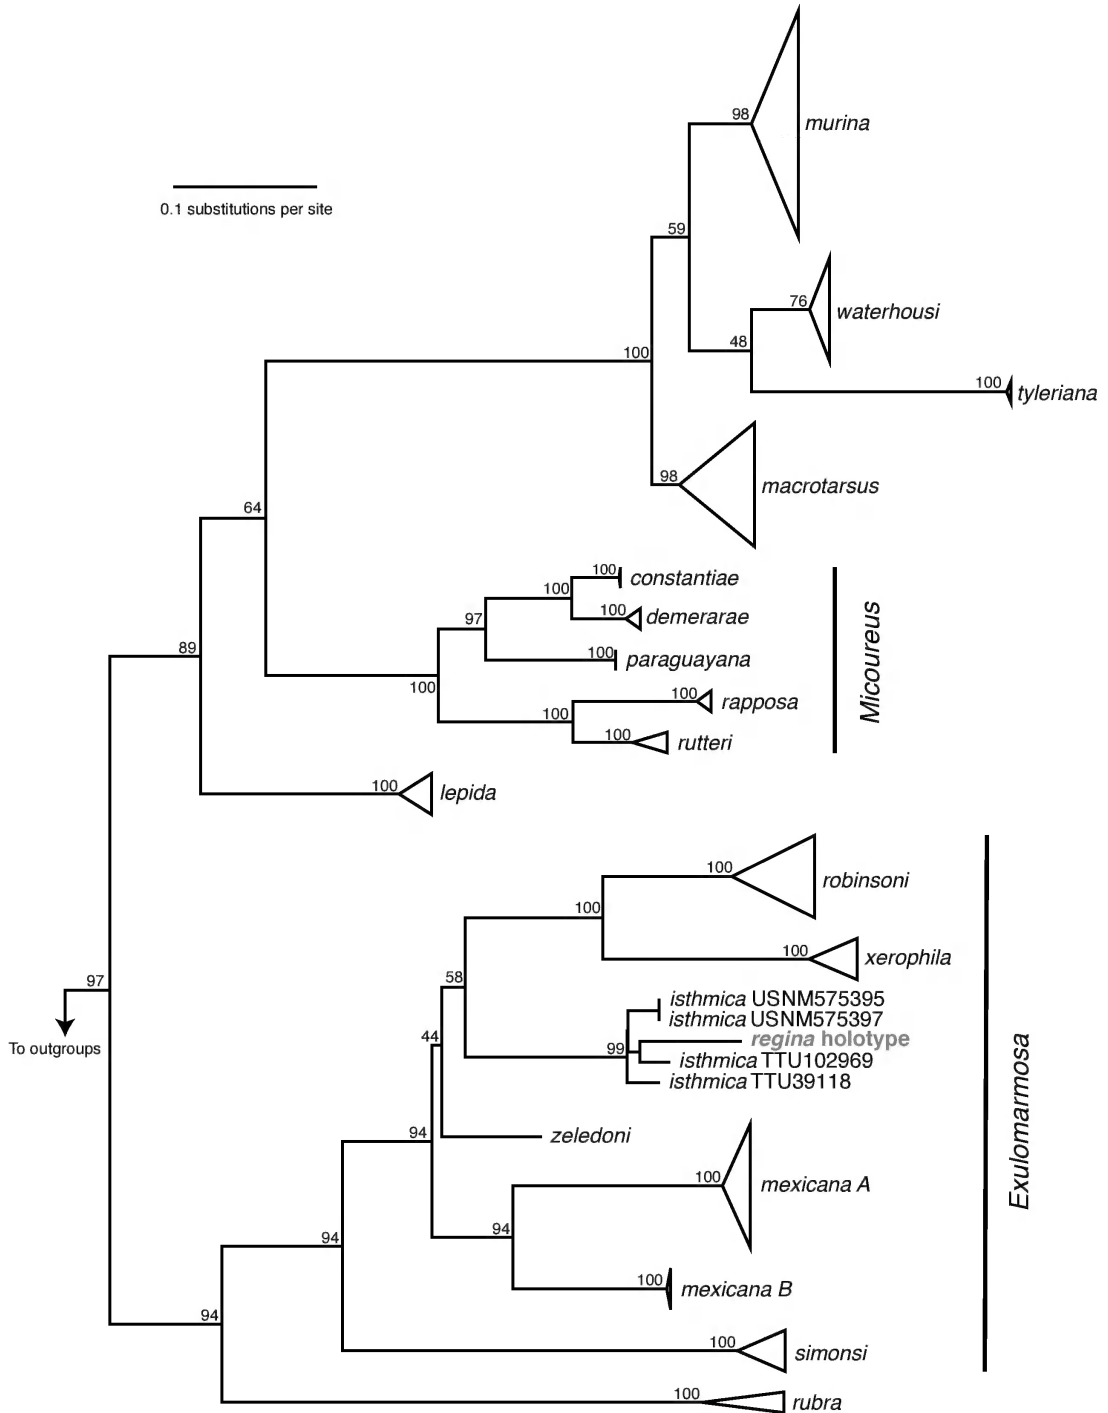 98
murina
0.1 substitutions per site
59
76
waterhousi
48
100
100
tyleriana
98
macrotarsus
64
100
constantiae
100
100
demerarae
97
100
paraguayana
Micoureus
89
100
100
rapposa
100
100
rutteri
100
lepida
100
robinsoni
100
100
xerophila
97
58
isthmica USNM575395
isthmica USNM575397
44
regina holotype
To outgroups
99
isthmica TTU102969
isthmica TTU39118
Exulomarmosa
94
zeledoni
100
mexicana A
94
94
100
mexicana B
94
100
simonsi
100
rubra